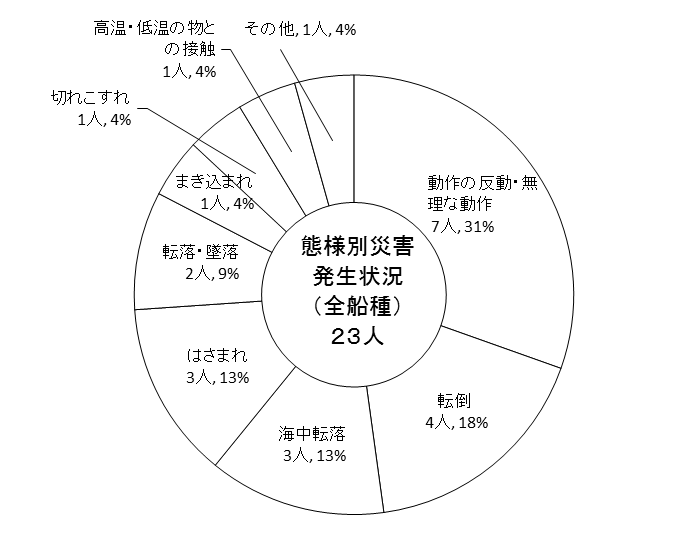 高温・低温の物と
の接触
1人, 4%
その他, 1人, 4%
切れこすれ
1人, 4%
まき込まれ
1人, 4%
転落・墜落
2人, 9%
はさまれ
3人, 13%
海中転落
3人, 13%
転倒
4人, 18%
動作の反動・無
理な動作
7人, 31%
態様別災害
発生状況
（全船種）
２３人